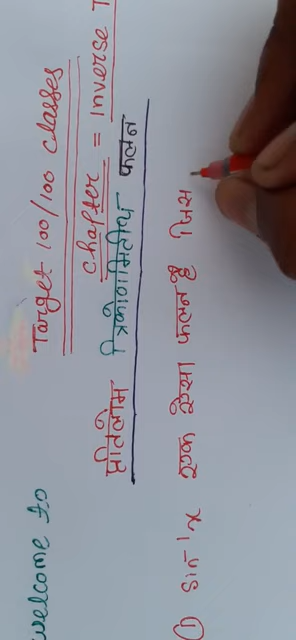 welcome to
Target 100/100 classes
chapter = Inverse T
प्रतिलोम त्रिकोणमितीय फलन
① sin⁻¹x एक ऐसा फलन है जिस